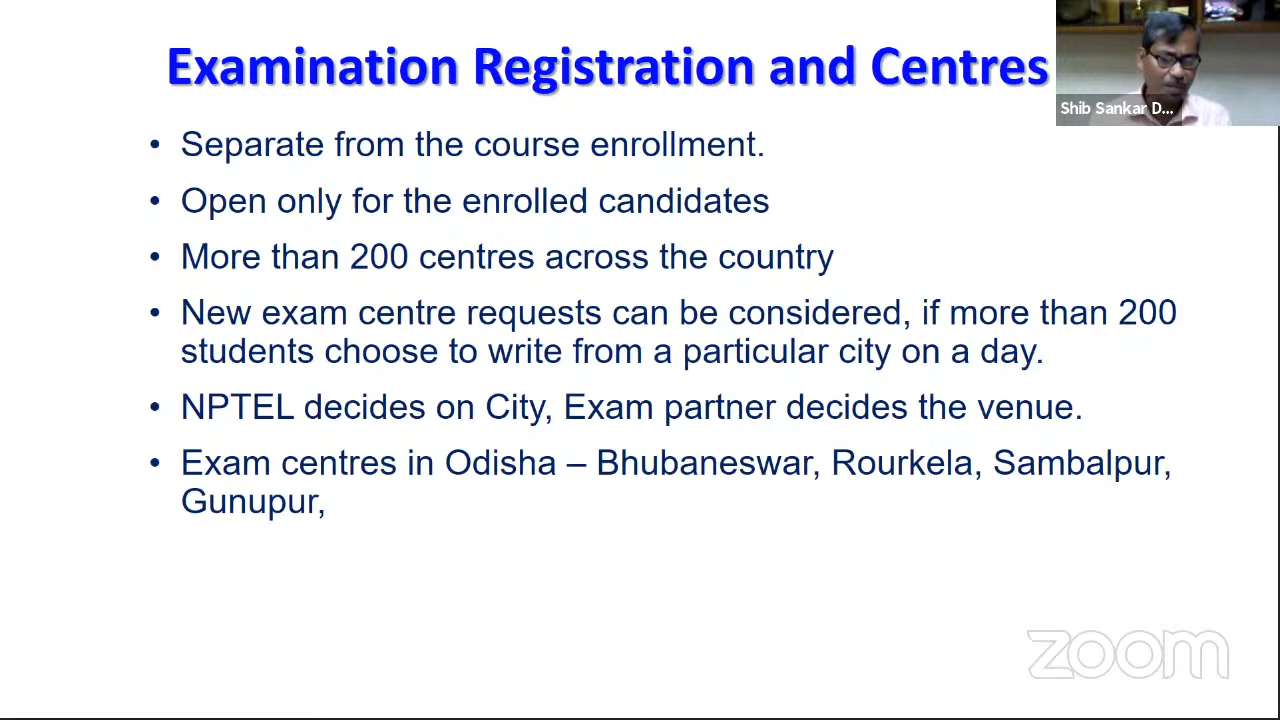 Examination Registration and Centres
Shib Sankar D...
• Separate from the course enrollment.
• Open only for the enrolled candidates
• More than 200 centres across the country
• New exam centre requests can be considered, if more than 200
students choose to write from a particular city on a day.
• NPTEL decides on City, Exam partner decides the venue.
• Exam centres in Odisha – Bhubaneswar, Rourkela, Sambalpur,
Gunupur,
zoom